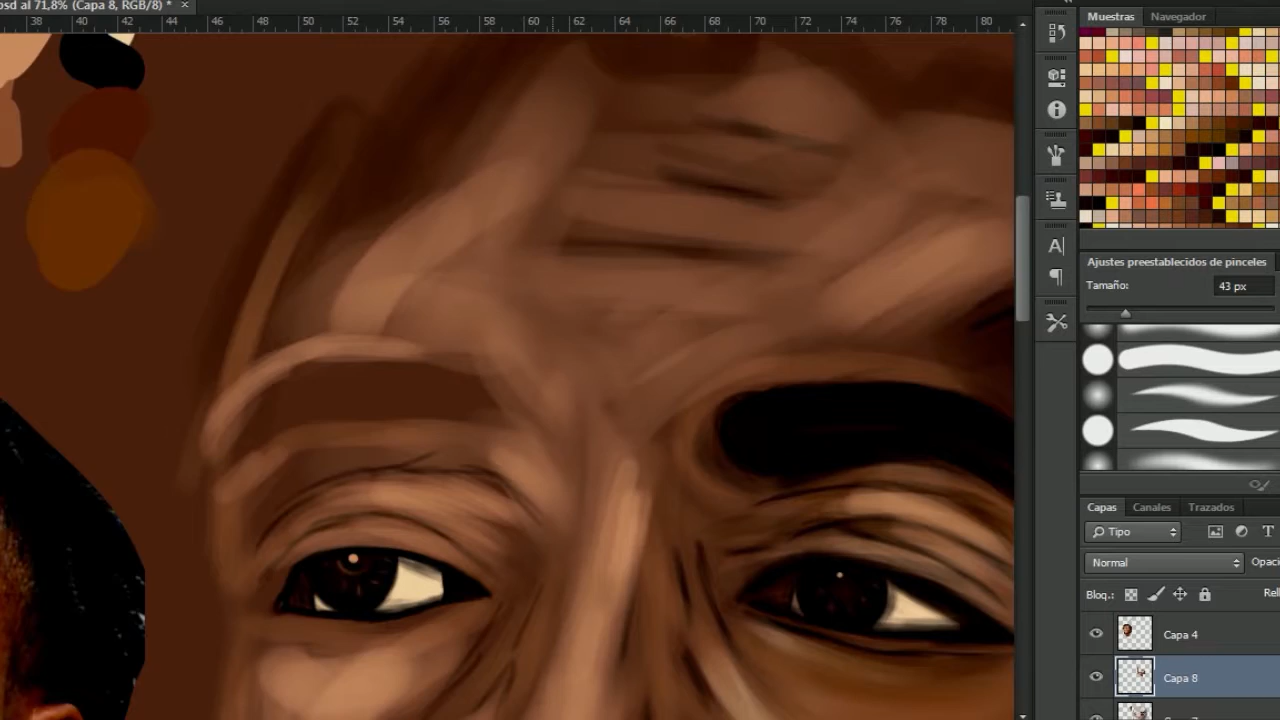 psd al 71,8% (Capa 8, RGB/8) * ×
38 40 42 44 46 48 50 52 54 56 58 60 62 64 66 68 70 72 74 76 78 80
Muestras Navegador
Ajustes preestablecidos de pinceles
Tamaño: 43 px
Capas Canales Trazados
Tipo T
Normal Opaci
Bloq.: Rel
Capa 4
Capa 8
A